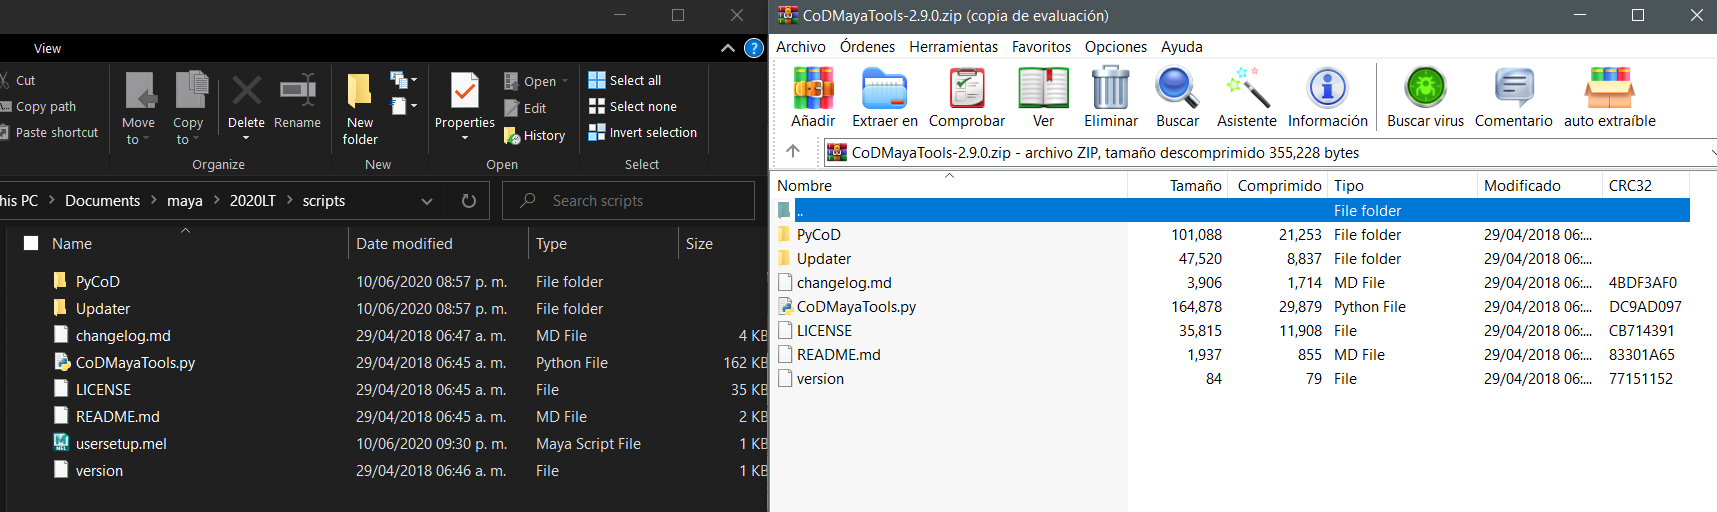 View
Cut
Copy path
Paste shortcut
Move to
Copy to
Delete
Rename
Organize
New folder
New
Properties
Open
Edit
History
Open
Select all
Select none
Invert selection
Select
his PC > Documents > maya > 2020LT > scripts
Search scripts
Name Date modified Type Size
PyCoD 10/06/2020 08:57 p. m. File folder
Updater 10/06/2020 08:57 p. m. File folder
changelog.md 29/04/2018 06:47 a. m. MD File 4 KB
CoDMayaTools.py 29/04/2018 06:45 a. m. Python File 162 KB
LICENSE 29/04/2018 06:45 a. m. File 35 KB
README.md 29/04/2018 06:45 a. m. MD File 2 KB
usersetup.mel 10/06/2020 09:30 p. m. Maya Script File 1 KB
version 29/04/2018 06:46 a. m. File 1 KB
CoDMayaTools-2.9.0.zip (copia de evaluación)
Archivo Órdenes Herramientas Favoritos Opciones Ayuda
Añadir Extraer en Comprobar Ver Eliminar Buscar Asistente Información Buscar virus Comentario auto extraíble
CoDMayaTools-2.9.0.zip - archivo ZIP, tamaño descomprimido 355,228 bytes
Nombre Tamaño Comprimido Tipo Modificado CRC32
.. File folder
PyCoD 101,088 21,253 File folder 29/04/2018 06:...
Updater 47,520 8,837 File folder 29/04/2018 06:...
changelog.md 3,906 1,714 MD File 29/04/2018 06:... 4BDF3AF0
CoDMayaTools.py 164,878 29,879 Python File 29/04/2018 06:... DC9AD097
LICENSE 35,815 11,908 File 29/04/2018 06:... CB714391
README.md 1,937 855 MD File 29/04/2018 06:... 83301A65
version 84 79 File 29/04/2018 06:... 77151152